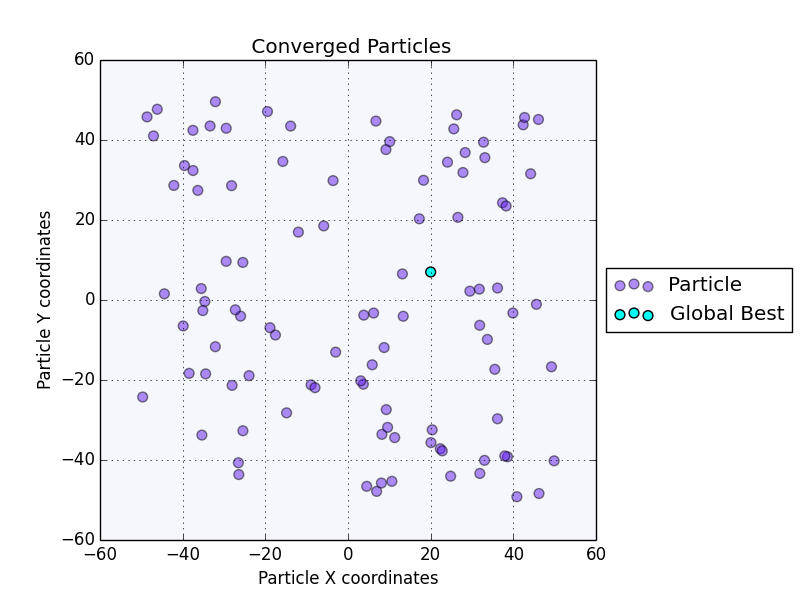 Converged Particles
60
40
20
0
−20
−40
−60
−60 −40 −20 0 20 40 60
Particle Y coordinates
Particle X coordinates
Particle
Global Best